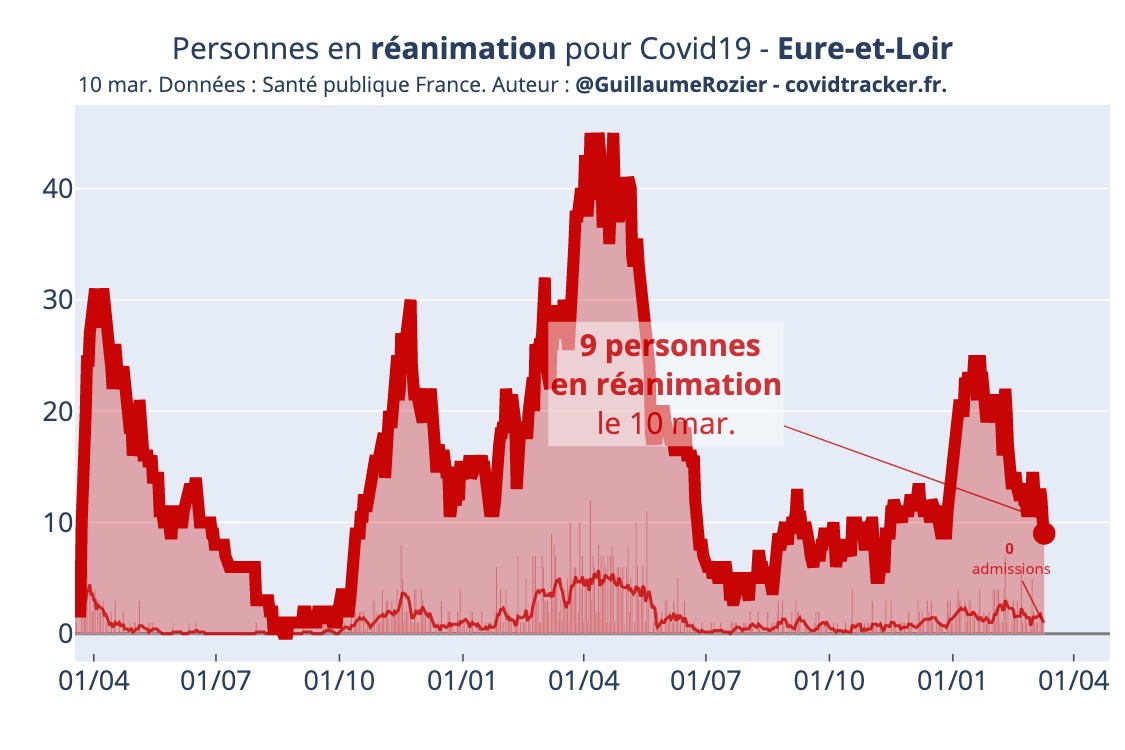 Personnes en réanimation pour Covid19 - Eure-et-Loir
10 mar. Données : Santé publique France. Auteur : @GuillaumeRozier - covidtracker.fr.
40
30
9 personnes
en réanimation
le 10 mar.
20
10
0
admissions
0
01/04 01/07 01/10 01/01 01/04 01/07 01/10 01/01 01/04